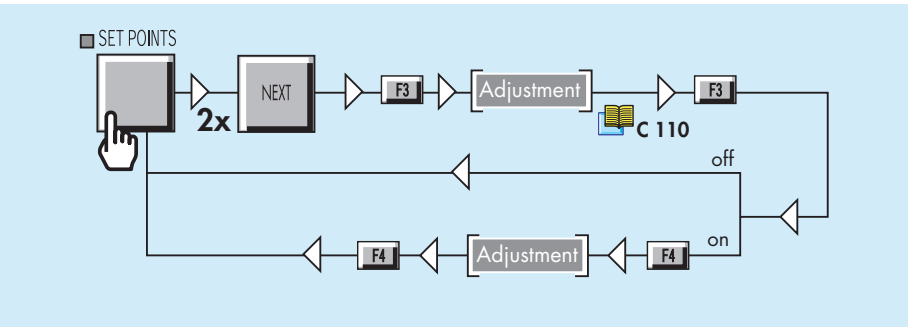 SET POINTS
2x
NEXT
F3
Adjustment
C 110
F3
off
on
F4
Adjustment
F4